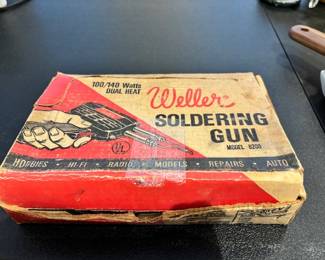 100/140 Watts
DUAL HEAT
Weller
SOLDERING
GUN
MODEL 8200
UL
HOBBIES • HI-FI • RADIO • MODELS • REPAIRS • AUTO